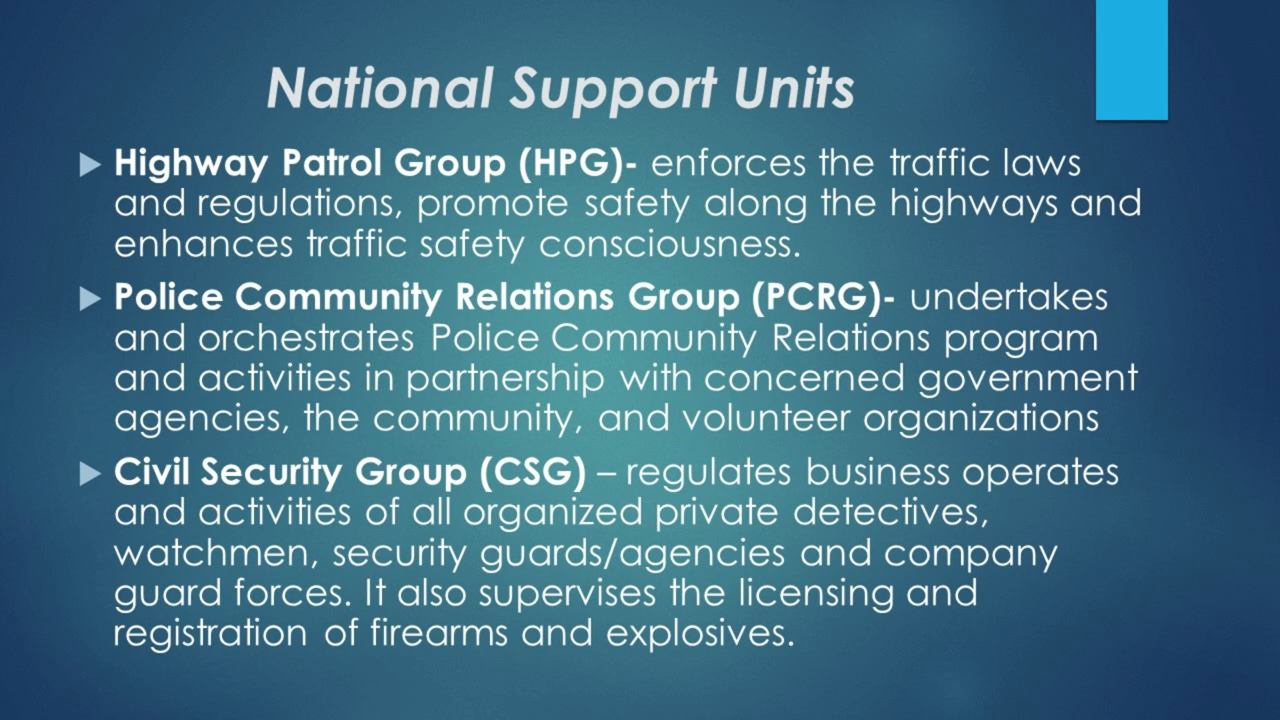 National Support Units
Highway Patrol Group (HPG)- enforces the traffic laws
and regulations, promote safety along the highways and
enhances traffic safety consciousness.
Police Community Relations Group (PCRG)- undertakes
and orchestrates Police Community Relations program
and activities in partnership with concerned government
agencies, the community, and volunteer organizations
Civil Security Group (CSG) – regulates business operates
and activities of all organized private detectives,
watchmen, security guards/agencies and company
guard forces. It also supervises the licensing and
registration of firearms and explosives.